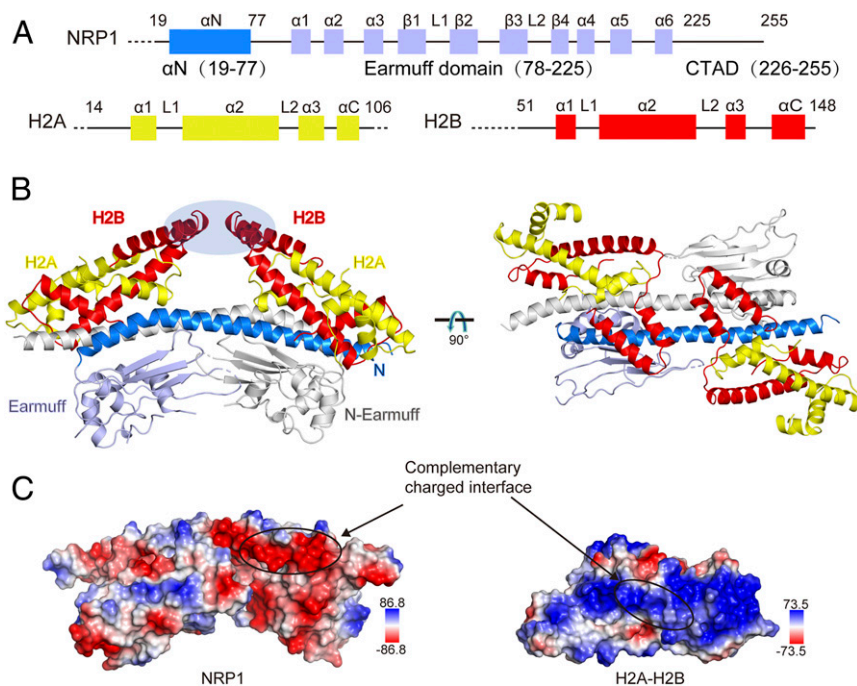 A
19 αN 77 α1 α2 α3 β1 L1 β2 β3 L2 β4 α4 α5 α6 225 255
NRP1
αN (19-77) Earmuff domain (78-225) CTAD (226-255)
14 α1 L1 α2 L2 α3 αC 106
H2A
51 α1 L1 α2 L2 α3 αC 148
H2B
B
H2B H2B
H2A H2A
N
Earmuff N-Earmuff
90°
C
Complementary
charged interface
86.8
-86.8
NRP1
73.5
-73.5
H2A-H2B